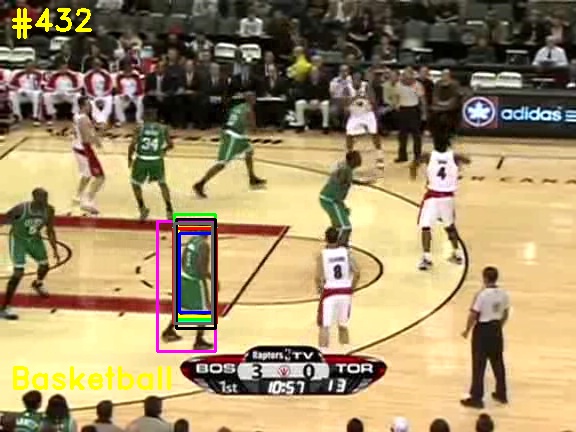 #432
adidas
34
4
8
Raptors TV
BOS 3 0 TOR
1st 10:57 13
Basketball